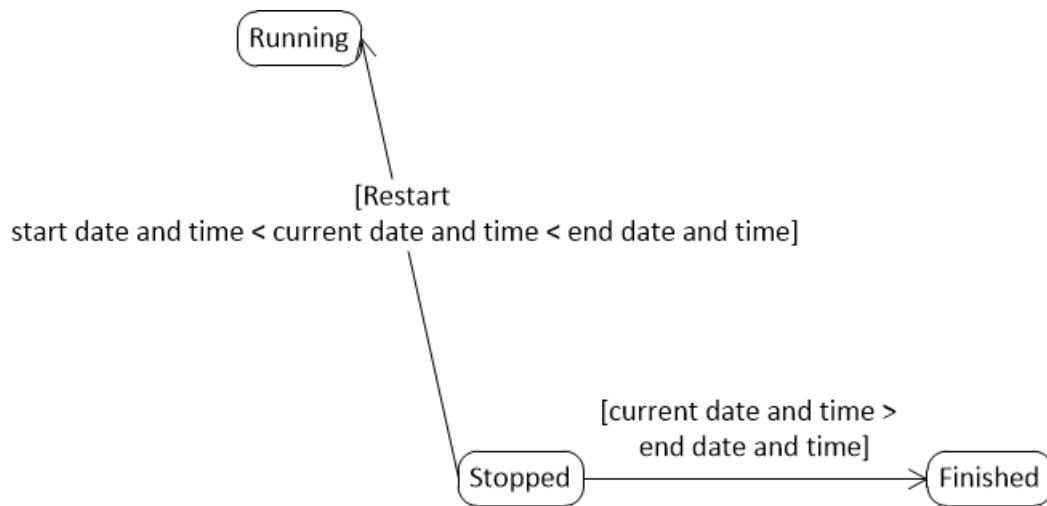 Running
[Restart
start date and time < current date and time < end date and time]
[current date and time >
end date and time]
Stopped
Finished